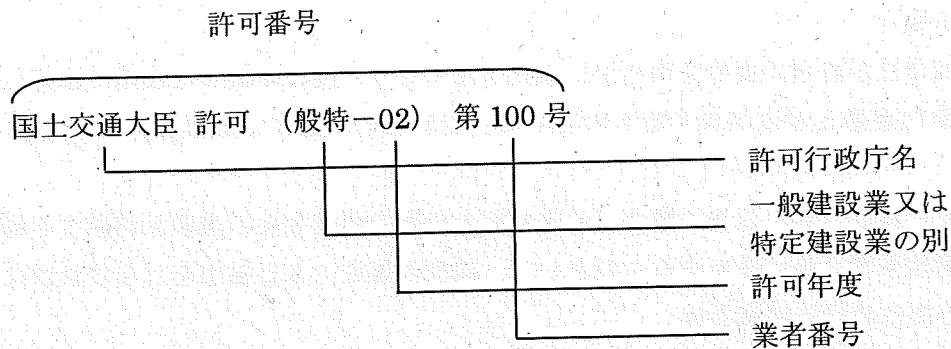 許可番号
国土交通大臣 許可 (般特－02) 第100号
許可行政庁名
一般建設業又は
特定建設業の別
許可年度
業者番号